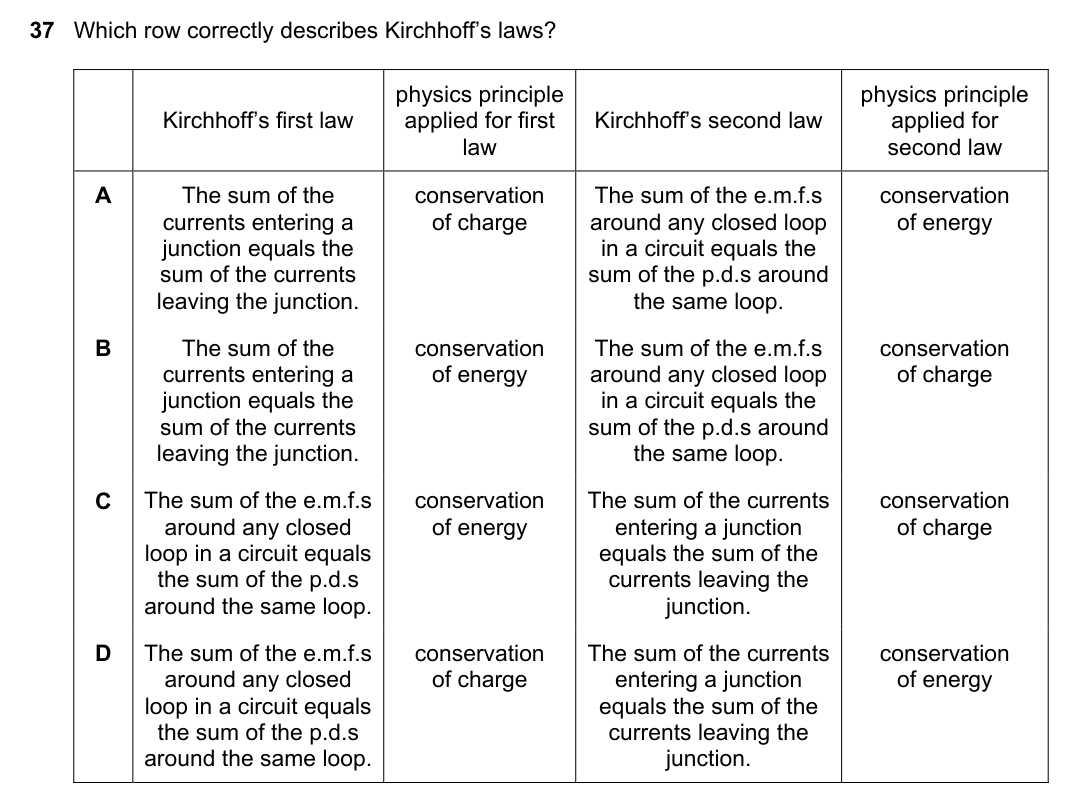 37 Which row correctly describes Kirchhoff’s laws?
Kirchhoff’s first law
physics principle
applied for first
law
Kirchhoff’s second law
physics principle
applied for
second law
A
The sum of the
currents entering a
junction equals the
sum of the currents
leaving the junction.
conservation
of charge
The sum of the e.m.f.s
around any closed loop
in a circuit equals the
sum of the p.d.s around
the same loop.
conservation
of energy
B
The sum of the
currents entering a
junction equals the
sum of the currents
leaving the junction.
conservation
of energy
The sum of the e.m.f.s
around any closed loop
in a circuit equals the
sum of the p.d.s around
the same loop.
conservation
of charge
C
The sum of the e.m.f.s
around any closed
loop in a circuit equals
the sum of the p.d.s
around the same loop.
conservation
of energy
The sum of the currents
entering a junction
equals the sum of the
currents leaving the
junction.
conservation
of charge
D
The sum of the e.m.f.s
around any closed
loop in a circuit equals
the sum of the p.d.s
around the same loop.
conservation
of charge
The sum of the currents
entering a junction
equals the sum of the
currents leaving the
junction.
conservation
of energy